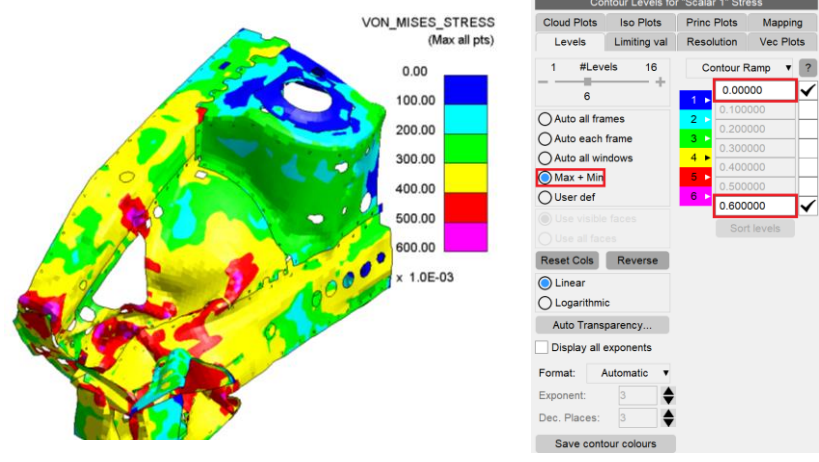 VON_MISES_STRESS
(Max all pts)
0.00
100.00
200.00
300.00
400.00
500.00
600.00
x 1.0E-03
Contour Levels for "Scalar 1" Stress
Cloud Plots Iso Plots Princ Plots Mapping
Levels Limiting val Resolution Vec Plots
1 #Levels 16
− +
6
Auto all frames
Auto each frame
Auto all windows
Max + Min
User def
Use visible faces
Use all faces
Reset Cols Reverse
Linear
Logarithmic
Auto Transparency...
Display all exponents
Format: Automatic ▼
Exponent: 3
Dec. Places: 3
Save contour colours
Contour Ramp ▼ ?
0.00000
1
0.100000
2
0.200000
3
0.300000
4
0.400000
5
0.500000
6
0.600000
Sort levels